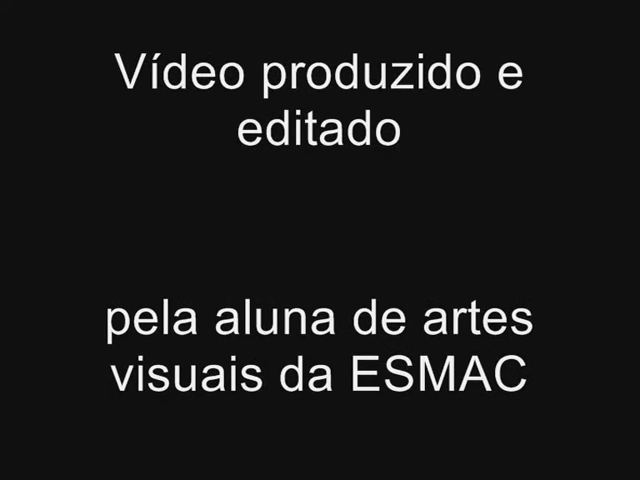 Vídeo produzido e
editado
pela aluna de artes
visuais da ESMAC